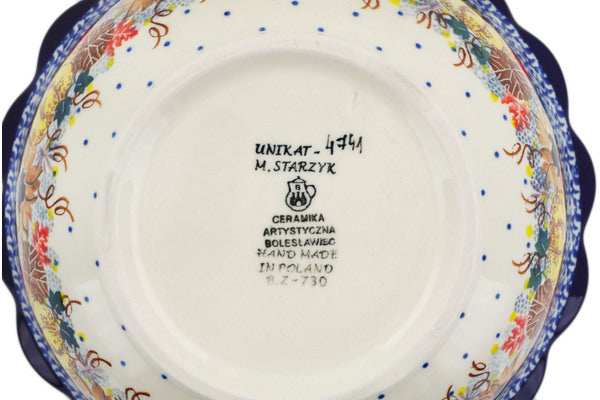 UNIKAT - 4741
M. STARZYK
CERAMIKA
ARTYSTYCZNA
BOLESŁAWIEC
HAND MADE
IN POLAND
B.Z-730